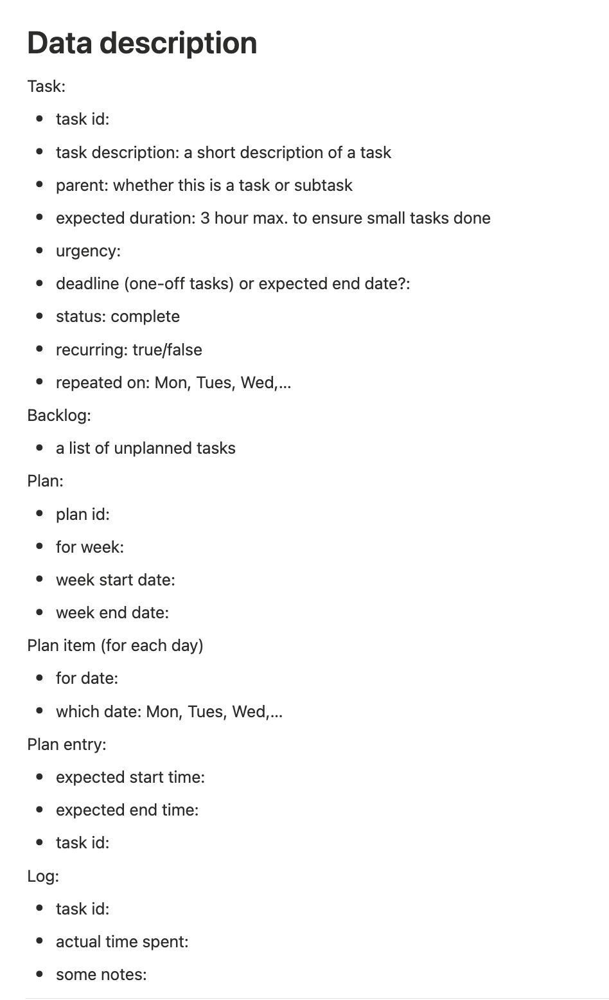 Data description
Task:
• task id:
• task description: a short description of a task
• parent: whether this is a task or subtask
• expected duration: 3 hour max. to ensure small tasks done
• urgency:
• deadline (one-off tasks) or expected end date?:
• status: complete
• recurring: true/false
• repeated on: Mon, Tues, Wed,...
Backlog:
• a list of unplanned tasks
Plan:
• plan id:
• for week:
• week start date:
• week end date:
Plan item (for each day)
• for date:
• which date: Mon, Tues, Wed,...
Plan entry:
• expected start time:
• expected end time:
• task id:
Log:
• task id:
• actual time spent:
• some notes: